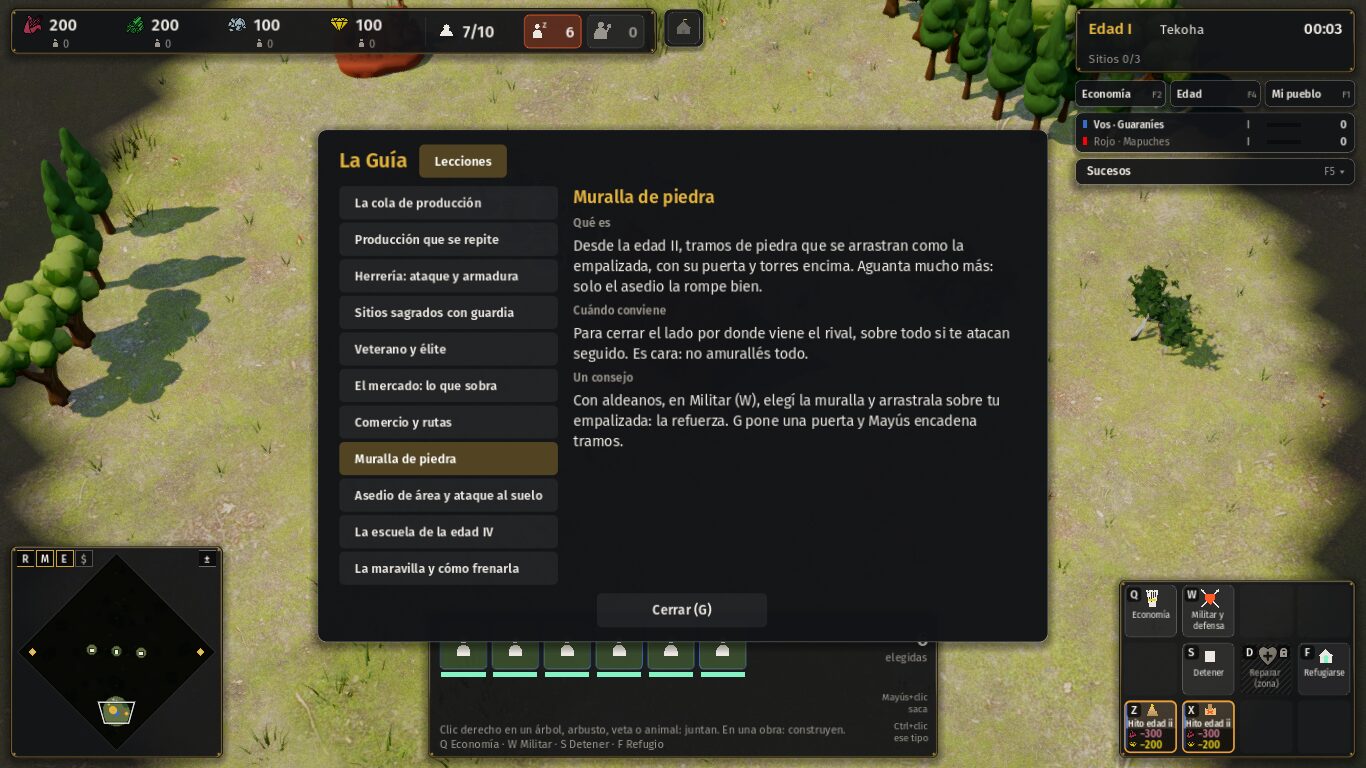 200 200 100 100 7/10 6 0
0 0 0 0
Edad I Tekoha 00:03
Sitios 0/3
Economía F2 Edad F4 Mi pueblo F1
Vos · Guaraníes I 0
Rojo · Mapuches I 0
Sucesos F5
La Guía Lecciones
La cola de producción
Producción que se repite
Herrería: ataque y armadura
Sitios sagrados con guardia
Veterano y élite
El mercado: lo que sobra
Comercio y rutas
Muralla de piedra
Asedio de área y ataque al suelo
La escuela de la edad IV
La maravilla y cómo frenarla
Muralla de piedra
Qué es
Desde la edad II, tramos de piedra que se arrastran como la
empalizada, con su puerta y torres encima. Aguanta mucho más:
solo el asedio la rompe bien.
Cuándo conviene
Para cerrar el lado por donde viene el rival, sobre todo si te atacan
seguido. Es cara: no amurallés todo.
Un consejo
Con aldeanos, en Militar (W), elegí la muralla y arrastrala sobre tu
empalizada: la refuerza. G pone una puerta y Mayús encadena
tramos.
Cerrar (G)
R M E $ ±
elegidas
Mayús+clic
saca
Ctrl+clic
ese tipo
Clic derecho en un árbol, arbusto, veta o animal: juntan. En una obra: construyen.
Q Economía · W Militar · S Detener · F Refugio
Q W
Economía Militar y
defensa
S D F
Detener Reparar
(zona) Refugiarse
Z X
Hito edad ii Hito edad ii
-300 -300
-200 -200